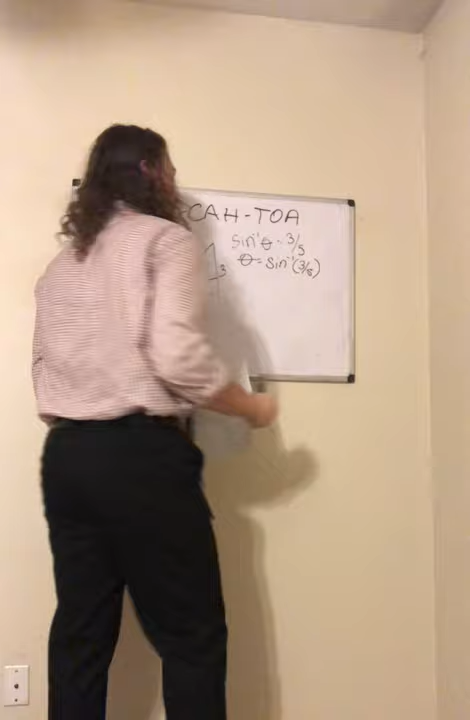 CAH-TOA
3
sin⁻¹θ = 3/5
θ = sin⁻¹(3/5)